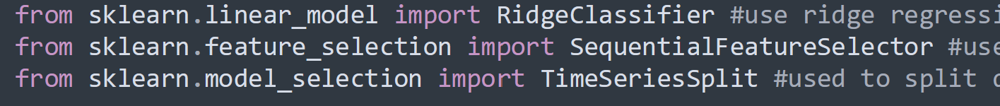 from sklearn.linear_model import RidgeClassifier #use ridge regressi
from sklearn.feature_selection import SequentialFeatureSelector #use
from sklearn.model_selection import TimeSeriesSplit #used to split